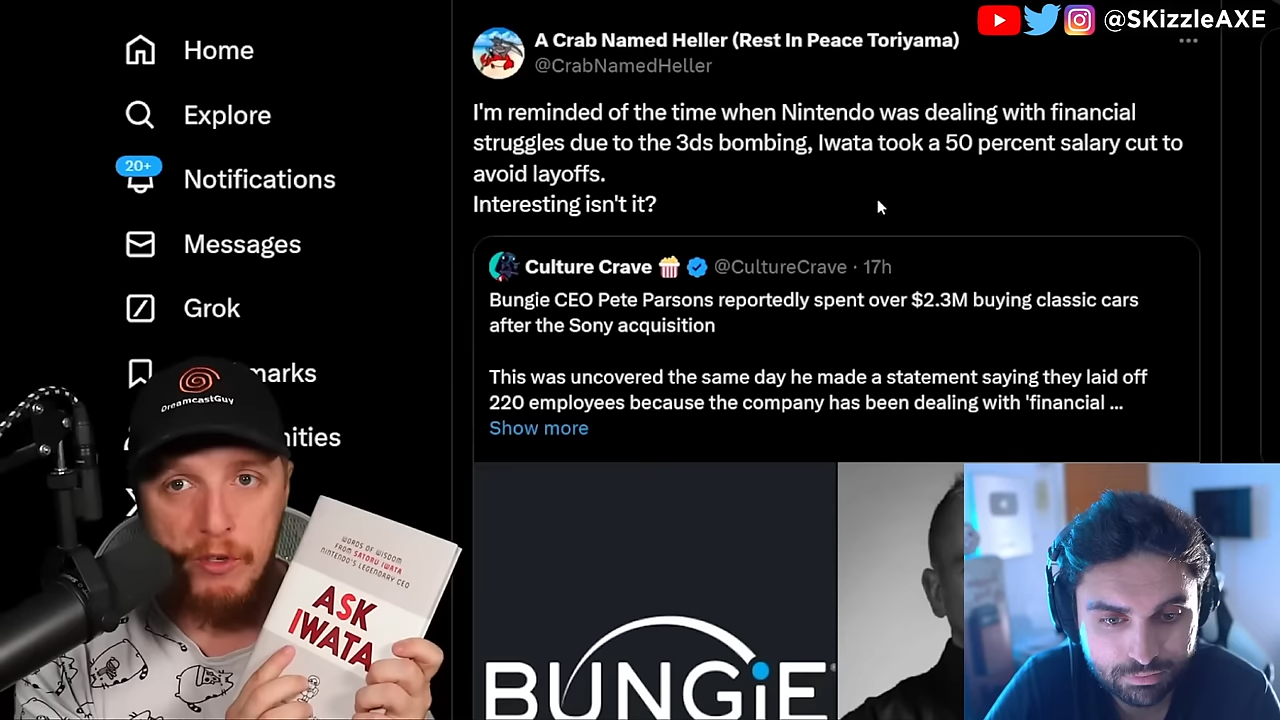 @SKizzleAXE
Home
Explore
20+
Notifications
Messages
Grok
marks
nities
A Crab Named Heller (Rest In Peace Toriyama)
@CrabNamedHeller
I'm reminded of the time when Nintendo was dealing with financial
struggles due to the 3ds bombing, Iwata took a 50 percent salary cut to
avoid layoffs.
Interesting isn't it?
Culture Crave 🍿 @CultureCrave · 17h
Bungie CEO Pete Parsons reportedly spent over $2.3M buying classic cars
after the Sony acquisition
This was uncovered the same day he made a statement saying they laid off
220 employees because the company has been dealing with 'financial ...
Show more
BUNGiE
DreamcastGuy
WORDS OF WISDOM
FROM SATORU IWATA
NINTENDO'S LEGENDARY CEO
ASK
IWATA